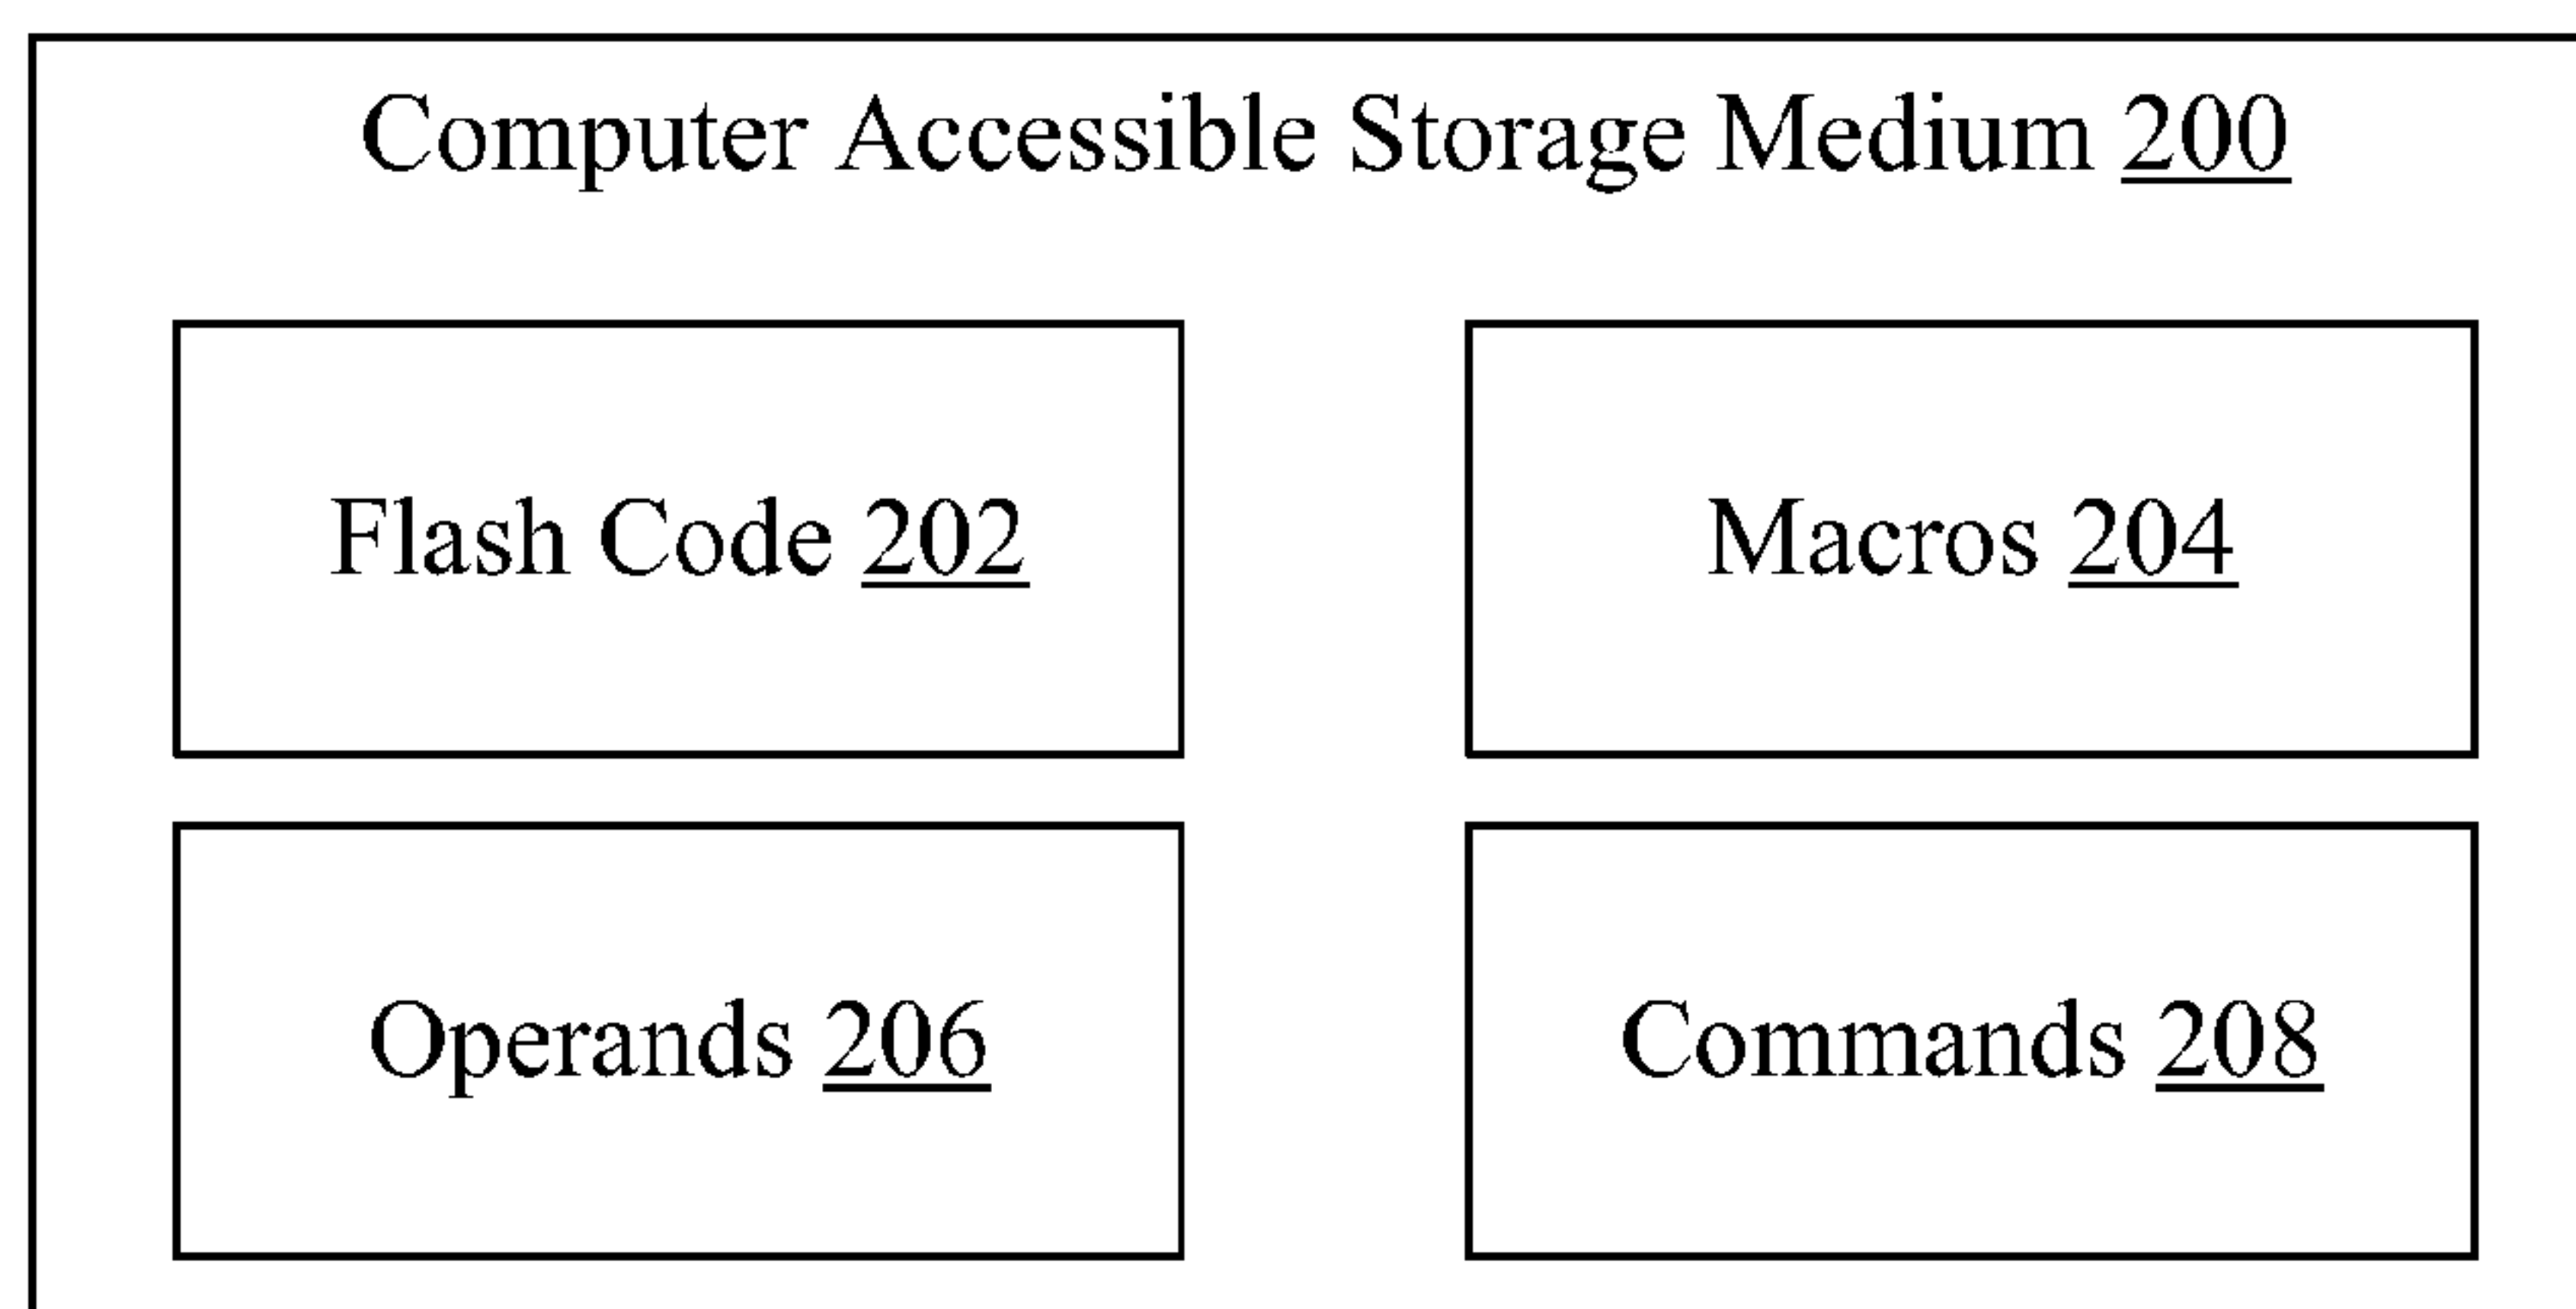 Computer Accessible Storage Medium 200
Flash Code 202
Macros 204
Operands 206
Commands 208